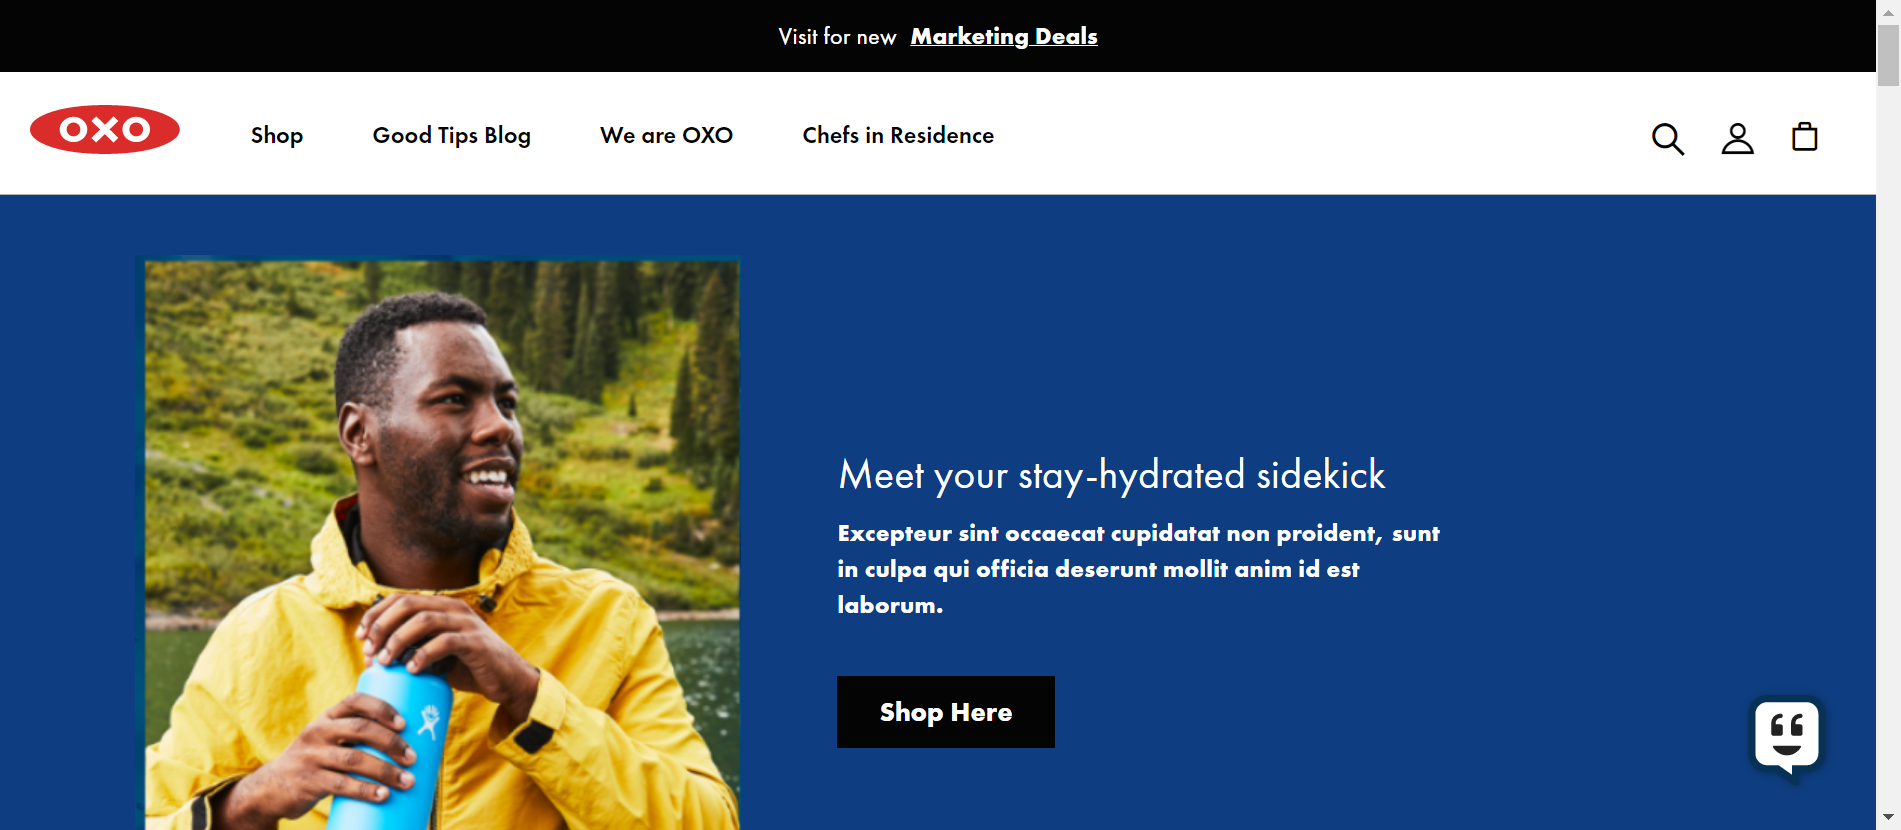 Visit for new Marketing Deals
OXO
Shop
Good Tips Blog
We are OXO
Chefs in Residence
Meet your stay-hydrated sidekick
Excepteur sint occaecat cupidatat non proident, sunt
in culpa qui officia deserunt mollit anim id est
laborum.
Shop Here